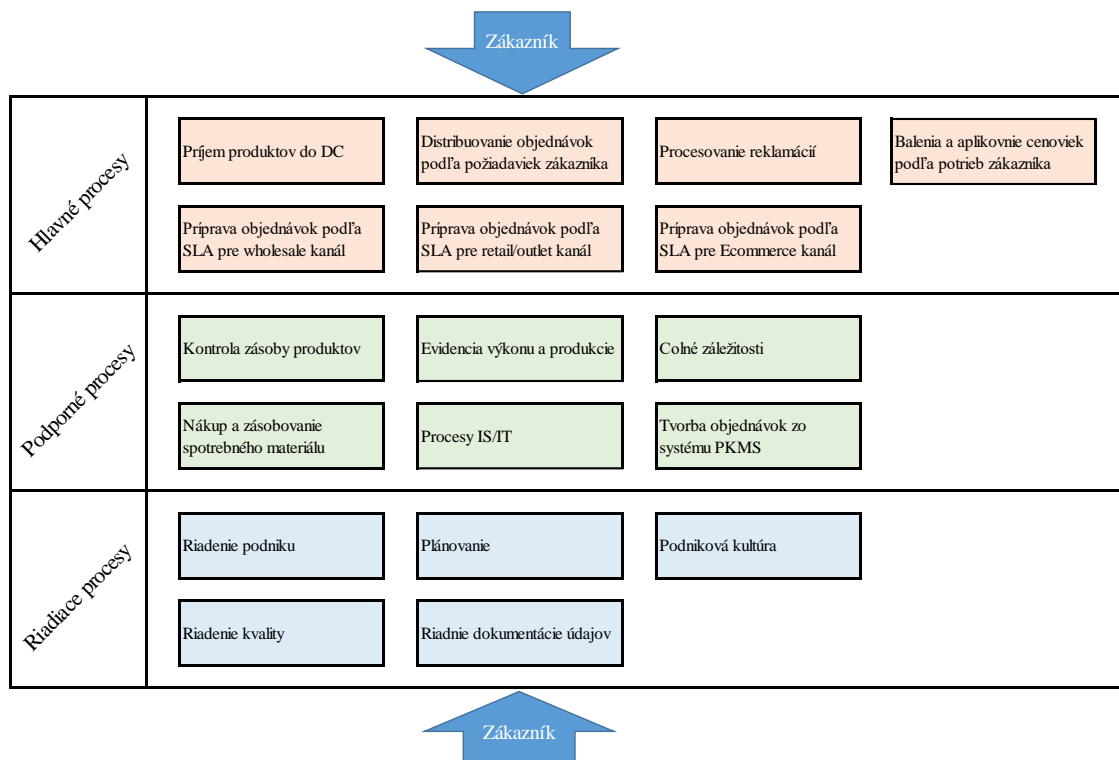 Zákazník
Hlavné procesy
Príjem produktov do DC
Distribuovanie objednávok
podľa požiadaviek zákazníka
Procesovanie reklamácií
Balenia a aplikovnie cenoviek
podľa potrieb zákazníka
Príprava objednávok podľa
SLA pre wholesale kanál
Príprava objednávok podľa
SLA pre retail/outlet kanál
Príprava objednávok podľa
SLA pre Ecommerce kanál
Podporné procesy
Kontrola zásoby produktov
Evidencia výkonu a produkcie
Colné záležitosti
Nákup a zásobovanie
spotrebného materiálu
Procesy IS/IT
Tvorba objednávok zo
systému PKMS
Riadiace procesy
Riadenie podniku
Plánovanie
Podniková kultúra
Riadenie kvality
Riadnie dokumentácie údajov
Zákazník